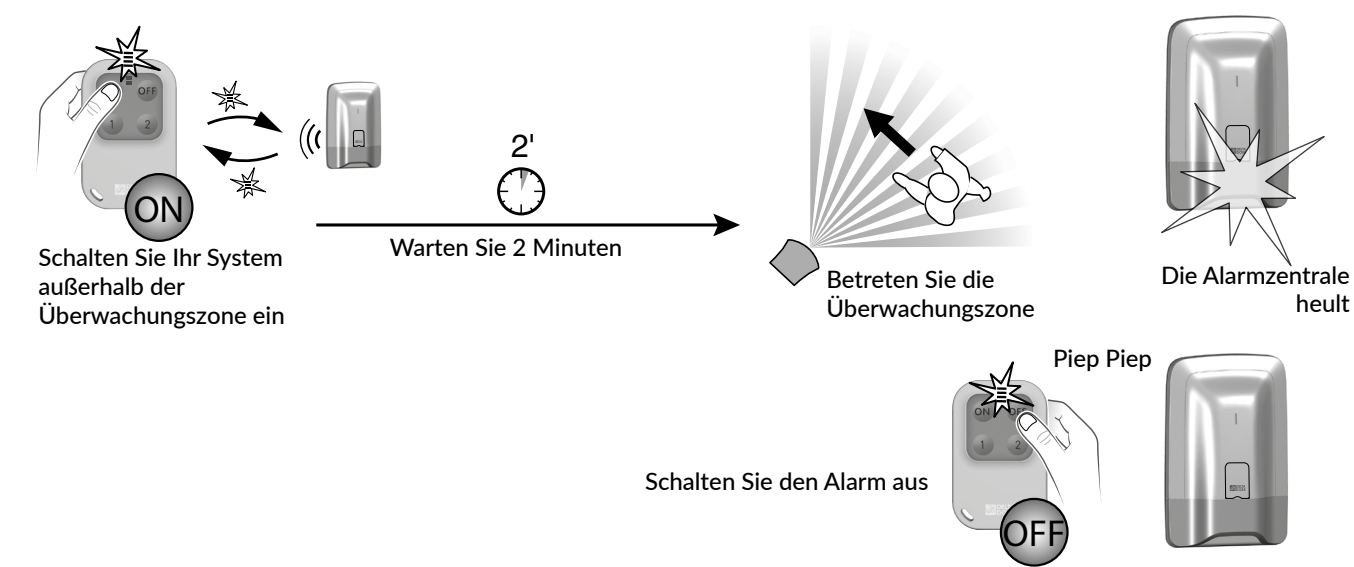 OFF
1 2
ON
Schalten Sie Ihr System
außerhalb der
Überwachungszone ein
2'
Warten Sie 2 Minuten
Betreten Sie die
Überwachungszone
Die Alarmzentrale
heult
Piep Piep
ON OFF
1 2
Schalten Sie den Alarm aus
OFF